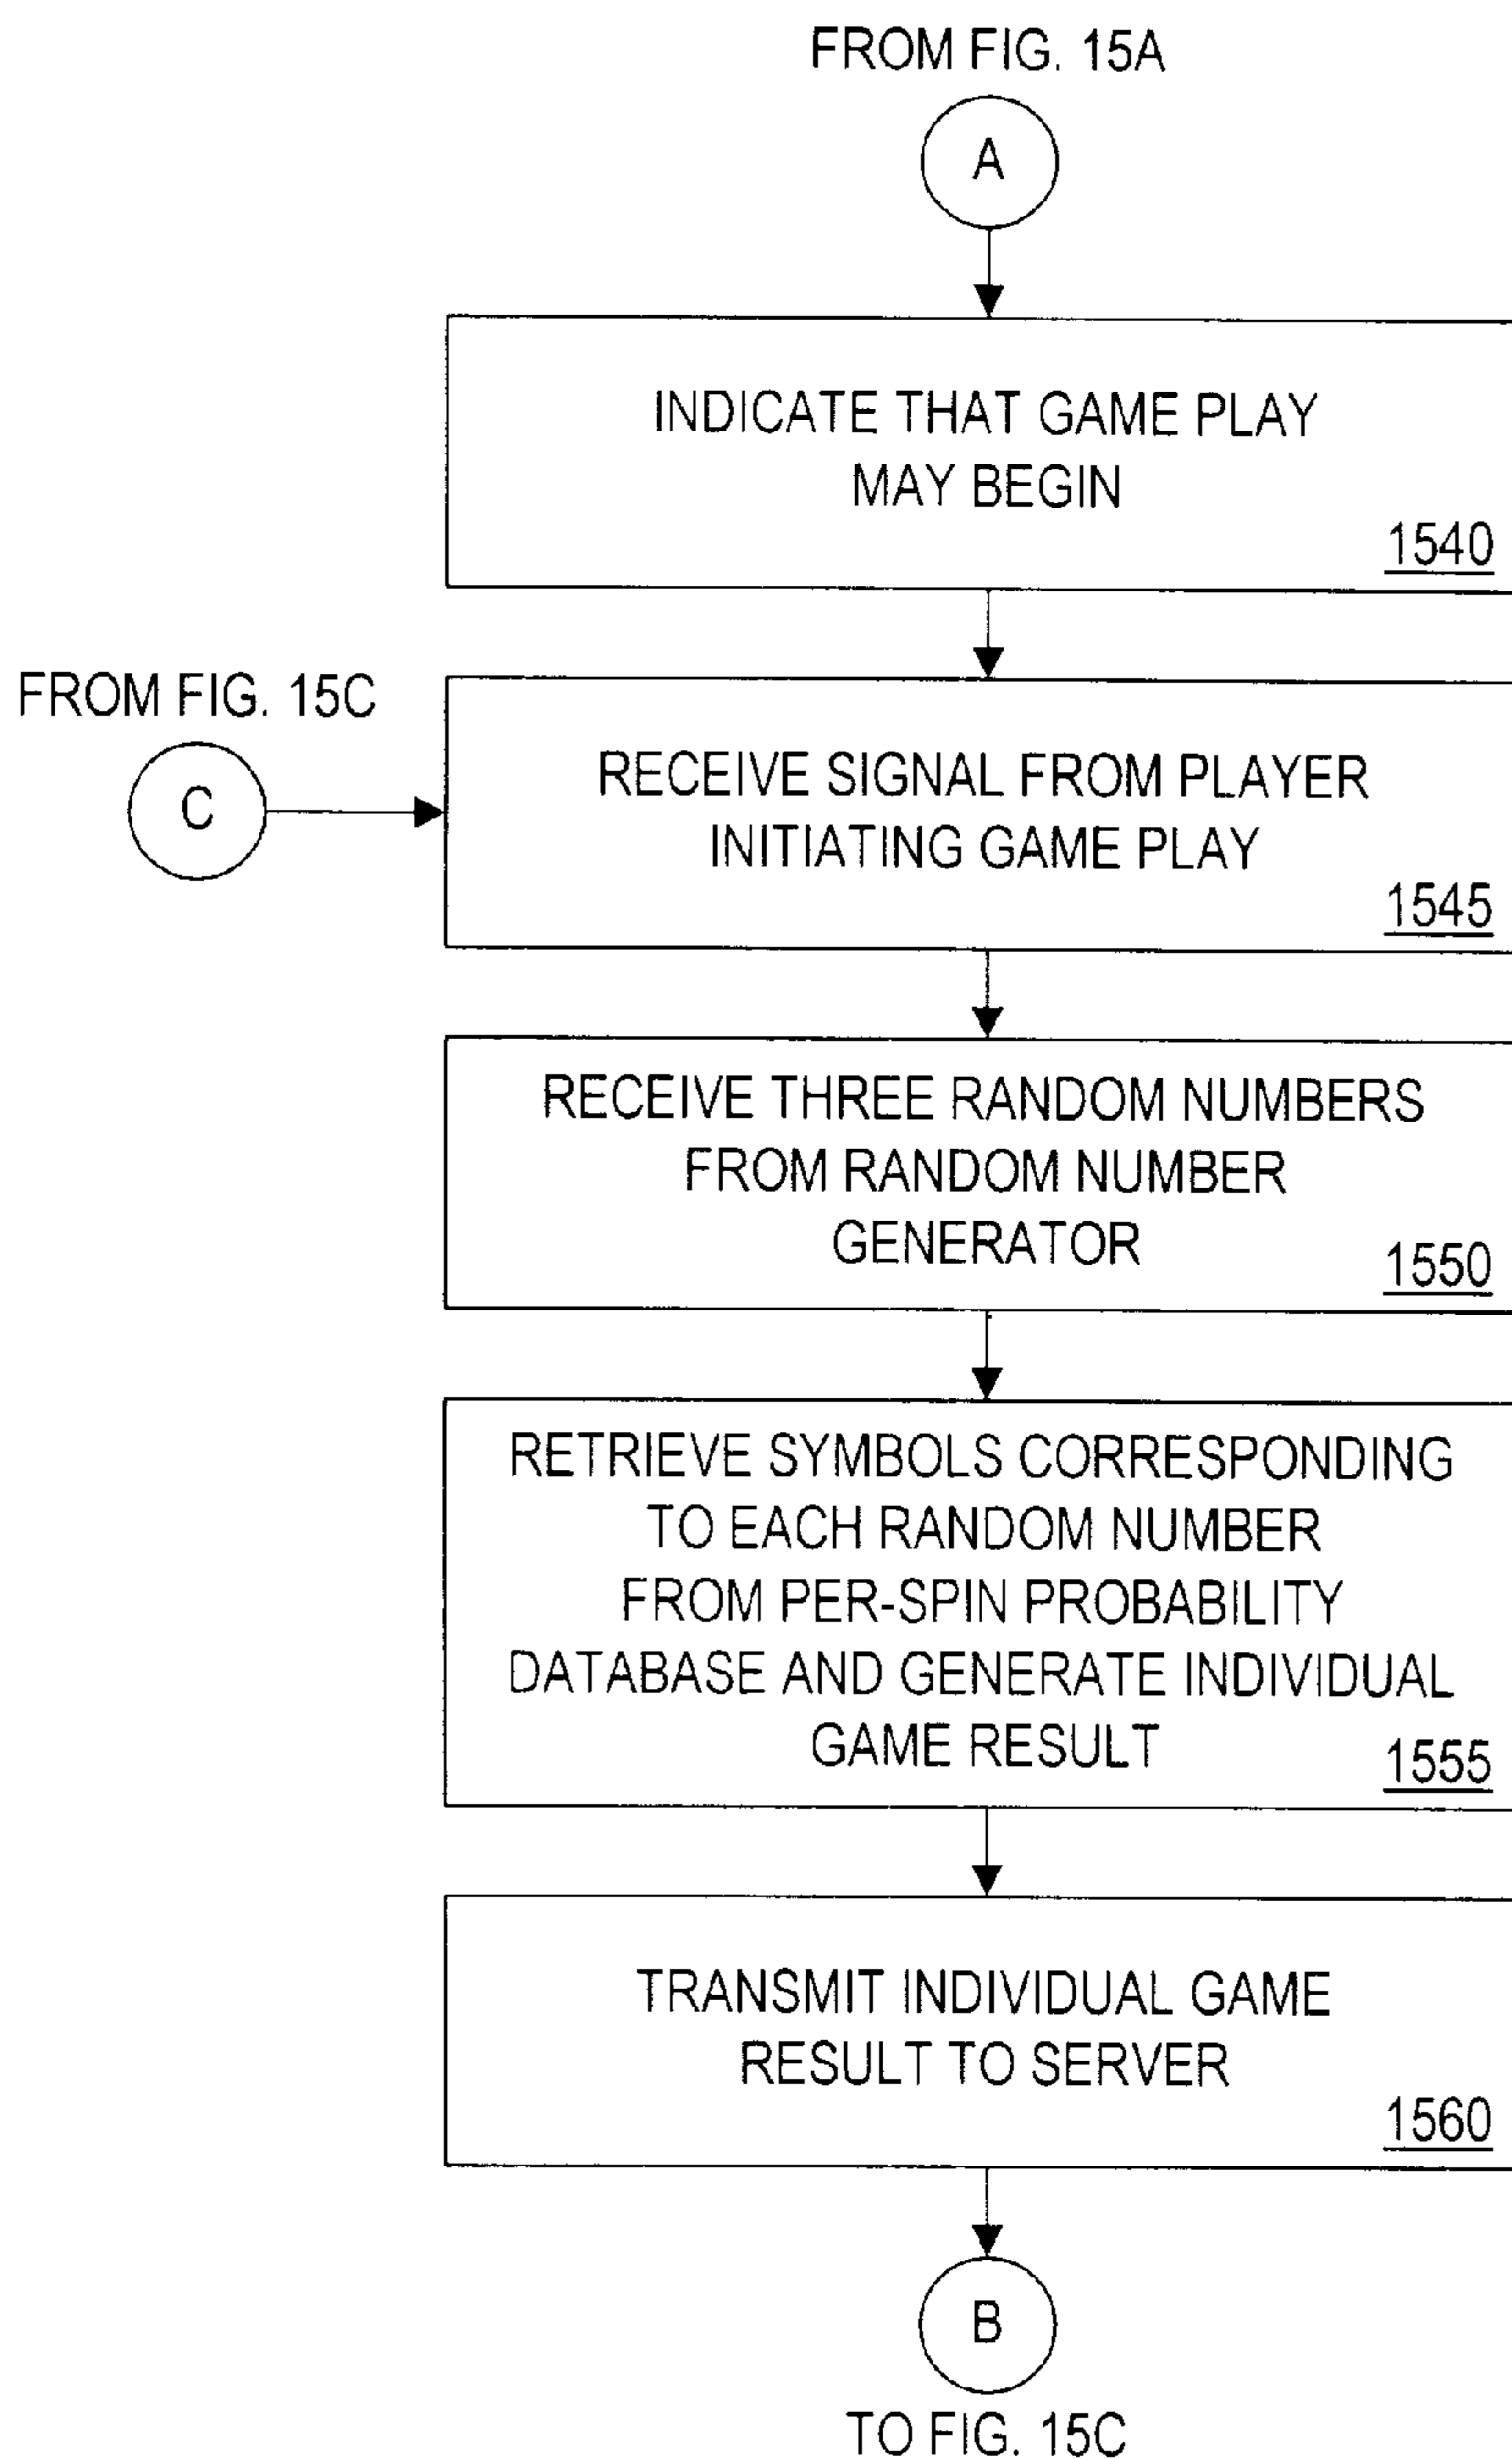 FROM FIG. 15A
A
INDICATE THAT GAME PLAY
MAY BEGIN
1540
FROM FIG. 15C
C
RECEIVE SIGNAL FROM PLAYER
INITIATING GAME PLAY
1545
RECEIVE THREE RANDOM NUMBERS
FROM RANDOM NUMBER
GENERATOR
1550
RETRIEVE SYMBOLS CORRESPONDING
TO EACH RANDOM NUMBER
FROM PER-SPIN PROBABILITY
DATABASE AND GENERATE INDIVIDUAL
GAME RESULT
1555
TRANSMIT INDIVIDUAL GAME
RESULT TO SERVER
1560
B
TO FIG. 15C